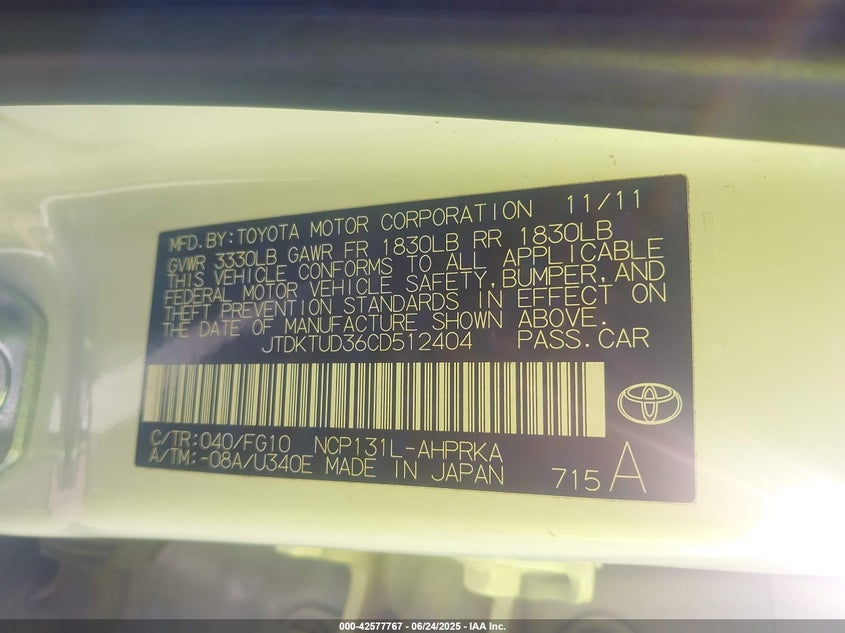 MFD.BY:TOYOTA MOTOR CORPORATION 11/11
GVWR 3330LB GAWR FR 1830LB RR 1830LB
THIS VEHICLE CONFORMS TO ALL APPLICABLE
FEDERAL MOTOR VEHICLE SAFETY,BUMPER,AND
THEFT PREVENTION STANDARDS IN EFFECT ON
THE DATE OF MANUFACTURE SHOWN ABOVE.
JTDKTUD36CD512404 PASS.CAR
C/TR:040/FG10 NCP131L-AHPRKA
A/TM:-08A/U340E MADE IN JAPAN 715A
000-42577767 - 06/24/2025 - IAA Inc.